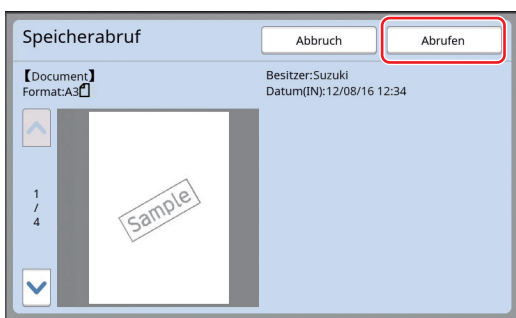 Speicherabruf
Abbruch
Abrufen
【Document】
Format:A3
Besitzer:Suzuki
Datum(IN):12/08/16 12:34
1
/
4
Sample